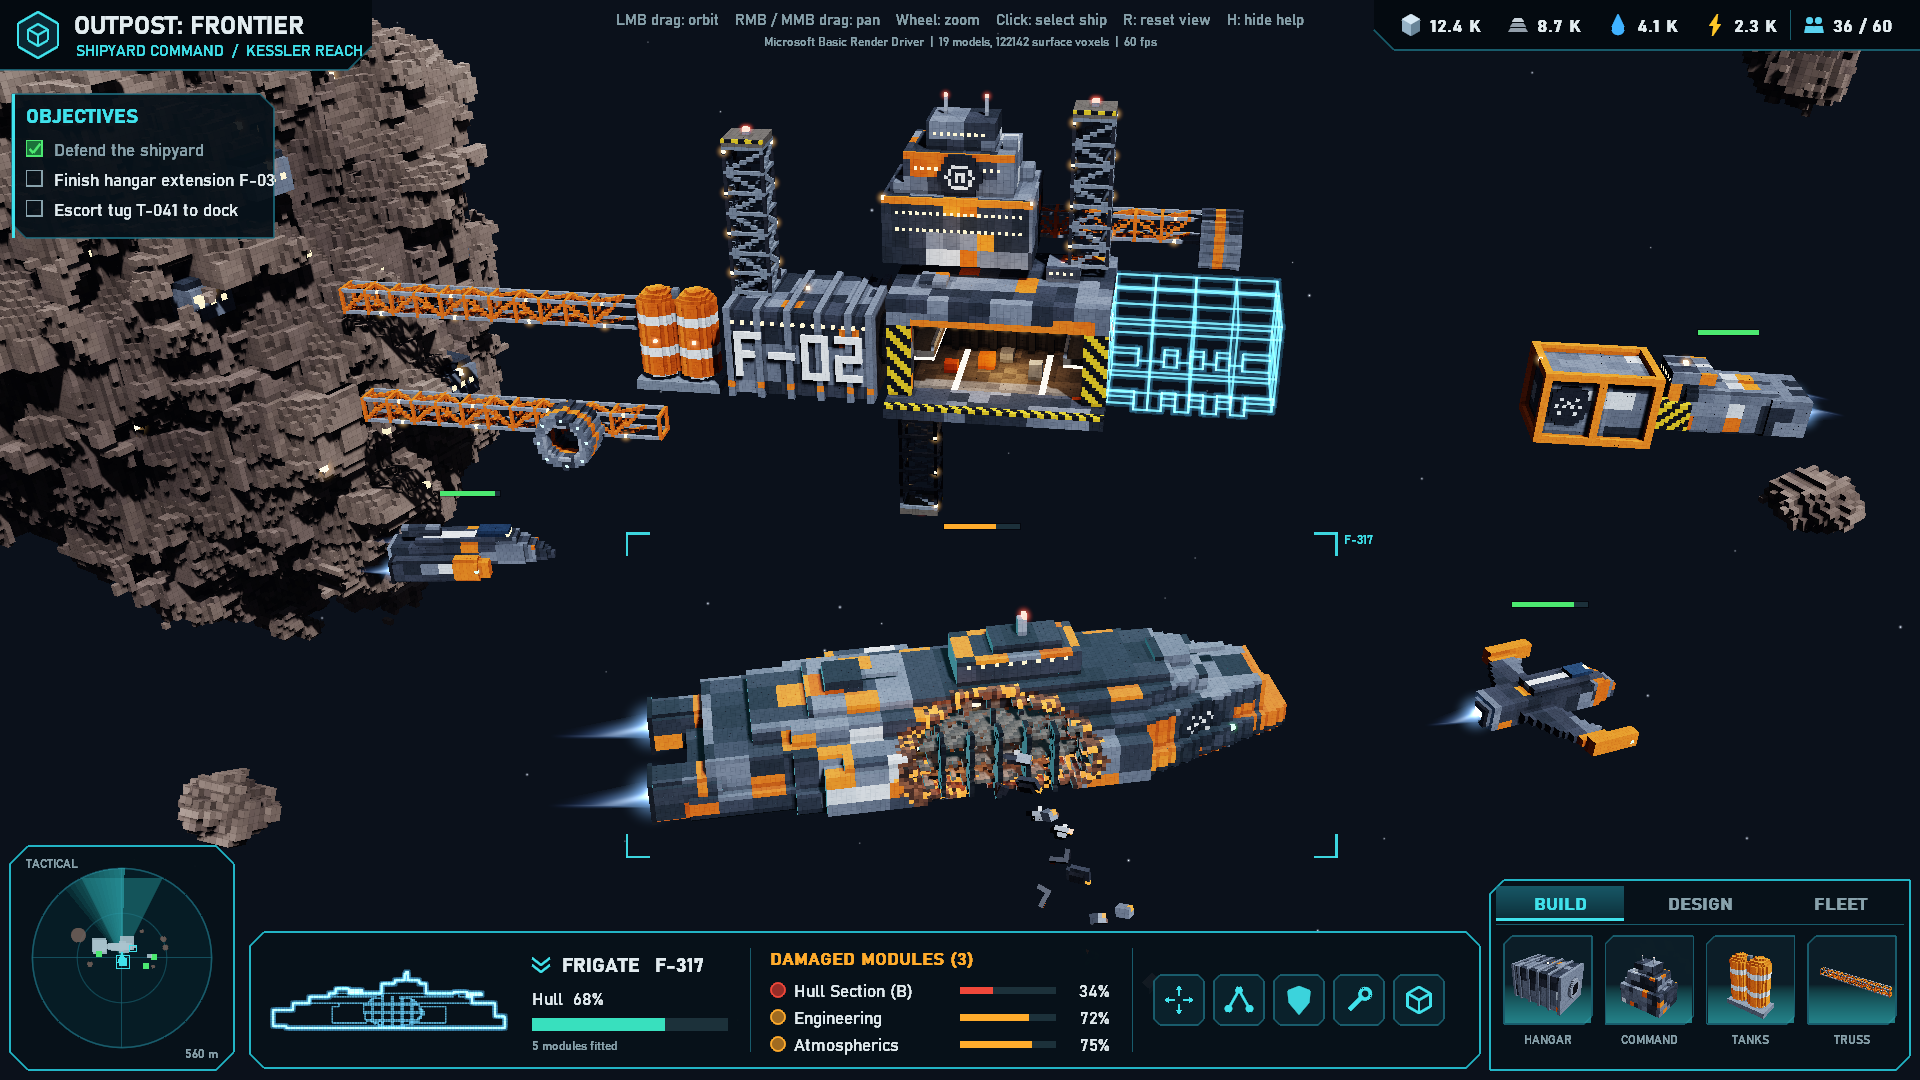 OUTPOST: FRONTIER
SHIPYARD COMMAND / KESSLER REACH
LMB drag: orbit RMB / MMB drag: pan Wheel: zoom Click: select ship R: reset view H: hide help
Microsoft Basic Render Driver | 19 models, 122142 surface voxels | 60 fps
12.4 K 8.7 K 4.1 K 2.3 K 36 / 60
OBJECTIVES
Defend the shipyard
Finish hangar extension F-03
Escort tug T-041 to dock
F-02
F-317
TACTICAL
560 m
FRIGATE F-317
Hull 68%
5 modules fitted
DAMAGED MODULES (3)
Hull Section (B) 34%
Engineering 72%
Atmospherics 75%
BUILD DESIGN FLEET
HANGAR COMMAND TANKS TRUSS